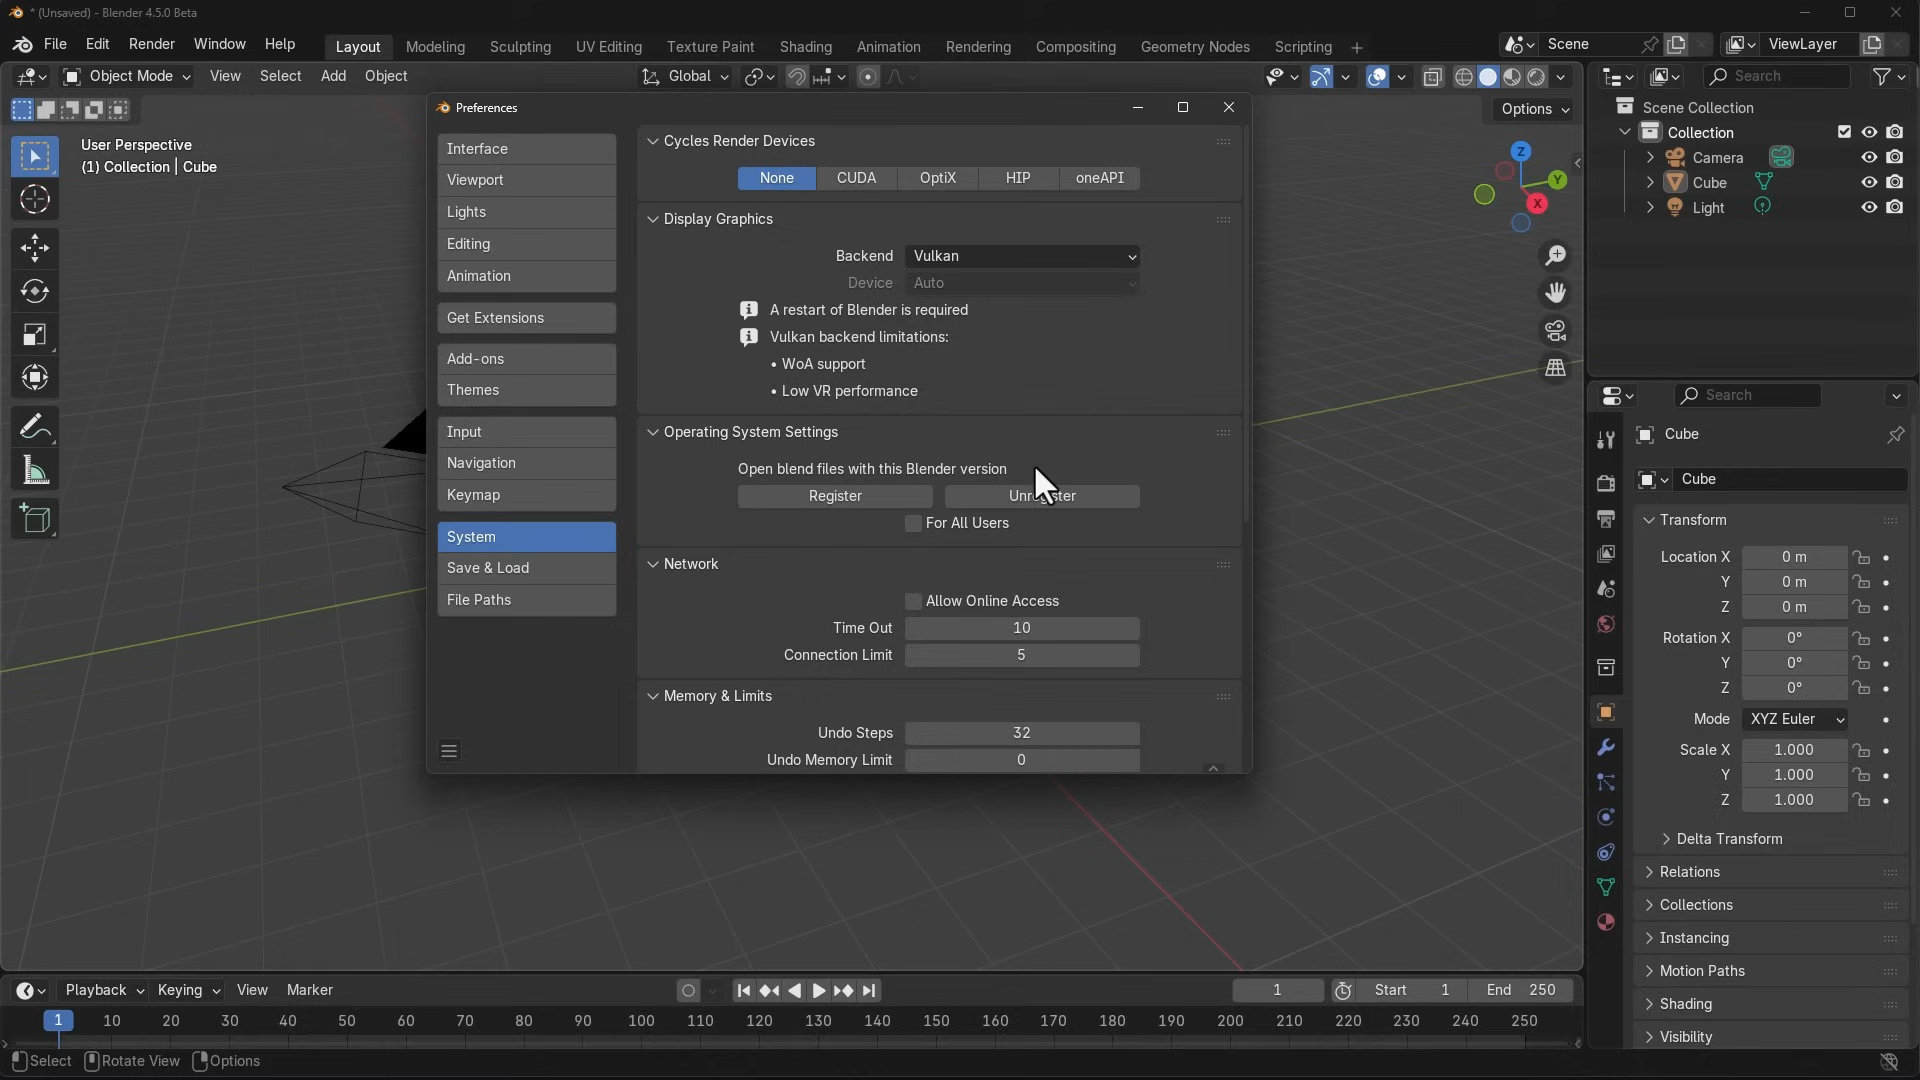 * (Unsaved) - Blender 4.5.0 Beta
File Edit Render Window Help
Layout Modeling Sculpting UV Editing Texture Paint Shading Animation Rendering Compositing Geometry Nodes Scripting +
Scene
ViewLayer
Object Mode View Select Add Object
Global
Options
User Perspective
(1) Collection | Cube
Z
Y
X
Preferences
Interface
Viewport
Lights
Editing
Animation
Get Extensions
Add-ons
Themes
Input
Navigation
Keymap
System
Save & Load
File Paths
Cycles Render Devices
None CUDA OptiX HIP oneAPI
Display Graphics
Backend Vulkan
Device Auto
A restart of Blender is required
Vulkan backend limitations:
• WoA support
• Low VR performance
Operating System Settings
Open blend files with this Blender version
Register
For All Users
Network
Allow Online Access
Time Out 10
Connection Limit 5
Memory & Limits
Undo Steps 32
Undo Memory Limit 0
Search
Scene Collection
Collection
Camera
Cube
Light
Search
Cube
Cube
Transform
Location X 0 m
Y 0 m
Z 0 m
Rotation X 0°
Y 0°
Z 0°
Mode XYZ Euler
Scale X 1.000
Y 1.000
Z 1.000
Delta Transform
Relations
Collections
Instancing
Motion Paths
Shading
Visibility
Playback Keying View Marker
1 Start 1 End 250
1 10 20 30 40 50 60 70 80 90 100 110 120 130 140 150 160 170 180 190 200 210 220 230 240 250
Select Rotate View Options